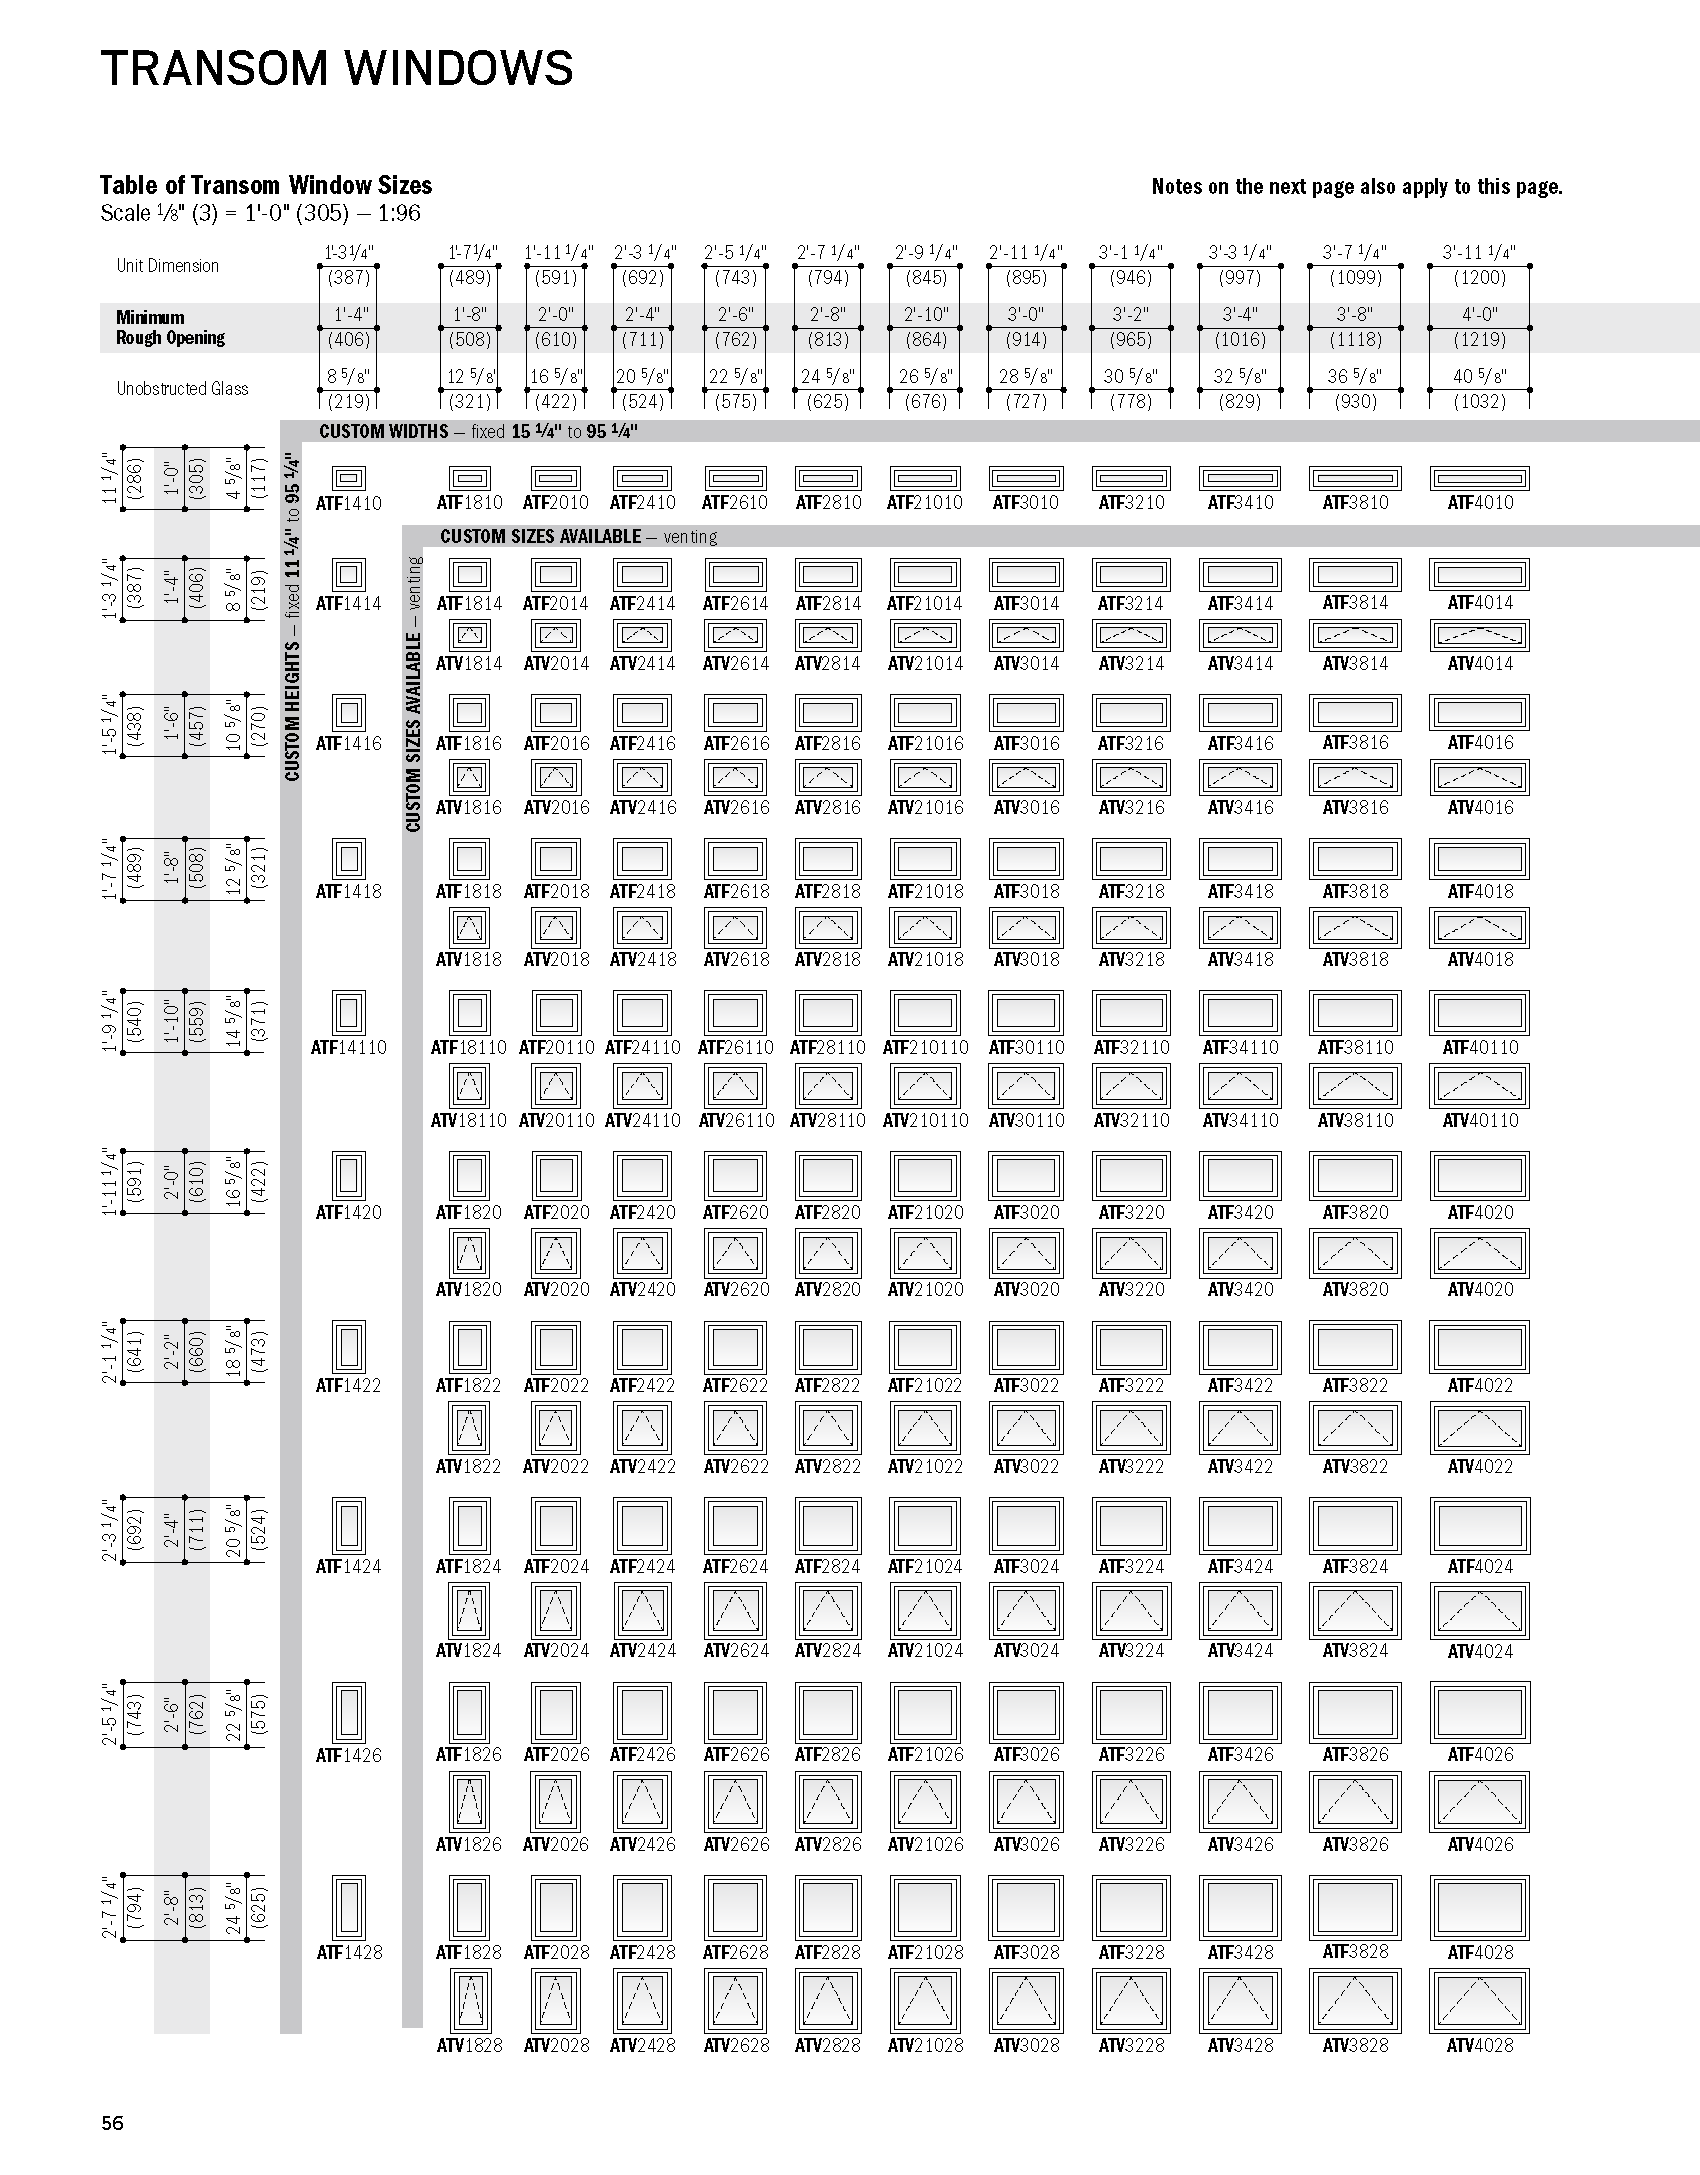 TRANSOM WINDOWS
Table of Transom Window Sizes
Notes on the next page also apply to this page.
Scale 1/8" (3) = 1'-0" (305) — 1:96
Unit Dimension
1'-3 1/4" 1'-7 1/4" 1'-11 1/4" 2'-3 1/4" 2'-5 1/4" 2'-7 1/4" 2'-9 1/4" 2'-11 1/4" 3'-1 1/4" 3'-3 1/4" 3'-7 1/4" 3'-11 1/4"
(387) (489) (591) (692) (743) (794) (845) (895) (946) (997) (1099) (1200)
Minimum
Rough Opening
1'-4" 1'-8" 2'-0" 2'-4" 2'-6" 2'-8" 2'-10" 3'-0" 3'-2" 3'-4" 3'-8" 4'-0"
(406) (508) (610) (711) (762) (813) (864) (914) (965) (1016) (1118) (1219)
Unobstructed Glass
8 5/8" 12 5/8" 16 5/8" 20 5/8" 22 5/8" 24 5/8" 26 5/8" 28 5/8" 30 5/8" 32 5/8" 36 5/8" 40 5/8"
(219) (321) (422) (524) (575) (625) (676) (727) (778) (829) (930) (1032)
CUSTOM WIDTHS — fixed 15 1/4" to 95 1/4"
CUSTOM HEIGHTS — fixed 11 1/4" to 95 1/4"
11 1/4" (286) 1'-0" (305) 4 5/8" (117)
ATF1410 ATF1810 ATF2010 ATF2410 ATF2610 ATF2810 ATF21010 ATF3010 ATF3210 ATF3410 ATF3810 ATF4010
CUSTOM SIZES AVAILABLE — venting
CUSTOM SIZES AVAILABLE — venting
1'-3 1/4" (387) 1'-4" (406) 8 5/8" (219)
ATF1414 ATF1814 ATF2014 ATF2414 ATF2614 ATF2814 ATF21014 ATF3014 ATF3214 ATF3414 ATF3814 ATF4014
ATV1814 ATV2014 ATV2414 ATV2614 ATV2814 ATV21014 ATV3014 ATV3214 ATV3414 ATV3814 ATV4014
1'-5 1/4" (438) 1'-6" (457) 10 5/8" (270)
ATF1416 ATF1816 ATF2016 ATF2416 ATF2616 ATF2816 ATF21016 ATF3016 ATF3216 ATF3416 ATF3816 ATF4016
ATV1816 ATV2016 ATV2416 ATV2616 ATV2816 ATV21016 ATV3016 ATV3216 ATV3416 ATV3816 ATV4016
1'-7 1/4" (489) 1'-8" (508) 12 5/8" (321)
ATF1418 ATF1818 ATF2018 ATF2418 ATF2618 ATF2818 ATF21018 ATF3018 ATF3218 ATF3418 ATF3818 ATF4018
ATV1818 ATV2018 ATV2418 ATV2618 ATV2818 ATV21018 ATV3018 ATV3218 ATV3418 ATV3818 ATV4018
1'-9 1/4" (540) 1'-10" (559) 14 5/8" (371)
ATF14110 ATF18110 ATF20110 ATF24110 ATF26110 ATF28110 ATF210110 ATF30110 ATF32110 ATF34110 ATF38110 ATF40110
ATV18110 ATV20110 ATV24110 ATV26110 ATV28110 ATV210110 ATV30110 ATV32110 ATV34110 ATV38110 ATV40110
1'-11 1/4" (591) 2'-0" (610) 16 5/8" (422)
ATF1420 ATF1820 ATF2020 ATF2420 ATF2620 ATF2820 ATF21020 ATF3020 ATF3220 ATF3420 ATF3820 ATF4020
ATV1820 ATV2020 ATV2420 ATV2620 ATV2820 ATV21020 ATV3020 ATV3220 ATV3420 ATV3820 ATV4020
2'-1 1/4" (641) 2'-2" (660) 18 5/8" (473)
ATF1422 ATF1822 ATF2022 ATF2422 ATF2622 ATF2822 ATF21022 ATF3022 ATF3222 ATF3422 ATF3822 ATF4022
ATV1822 ATV2022 ATV2422 ATV2622 ATV2822 ATV21022 ATV3022 ATV3222 ATV3422 ATV3822 ATV4022
2'-3 1/4" (692) 2'-4" (711) 20 5/8" (524)
ATF1424 ATF1824 ATF2024 ATF2424 ATF2624 ATF2824 ATF21024 ATF3024 ATF3224 ATF3424 ATF3824 ATF4024
ATV1824 ATV2024 ATV2424 ATV2624 ATV2824 ATV21024 ATV3024 ATV3224 ATV3424 ATV3824 ATV4024
2'-5 1/4" (743) 2'-6" (762) 22 5/8" (575)
ATF1426 ATF1826 ATF2026 ATF2426 ATF2626 ATF2826 ATF21026 ATF3026 ATF3226 ATF3426 ATF3826 ATF4026
ATV1826 ATV2026 ATV2426 ATV2626 ATV2826 ATV21026 ATV3026 ATV3226 ATV3426 ATV3826 ATV4026
2'-7 1/4" (794) 2'-8" (813) 24 5/8" (625)
ATF1428 ATF1828 ATF2028 ATF2428 ATF2628 ATF2828 ATF21028 ATF3028 ATF3228 ATF3428 ATF3828 ATF4028
ATV1828 ATV2028 ATV2428 ATV2628 ATV2828 ATV21028 ATV3028 ATV3228 ATV3428 ATV3828 ATV4028
56